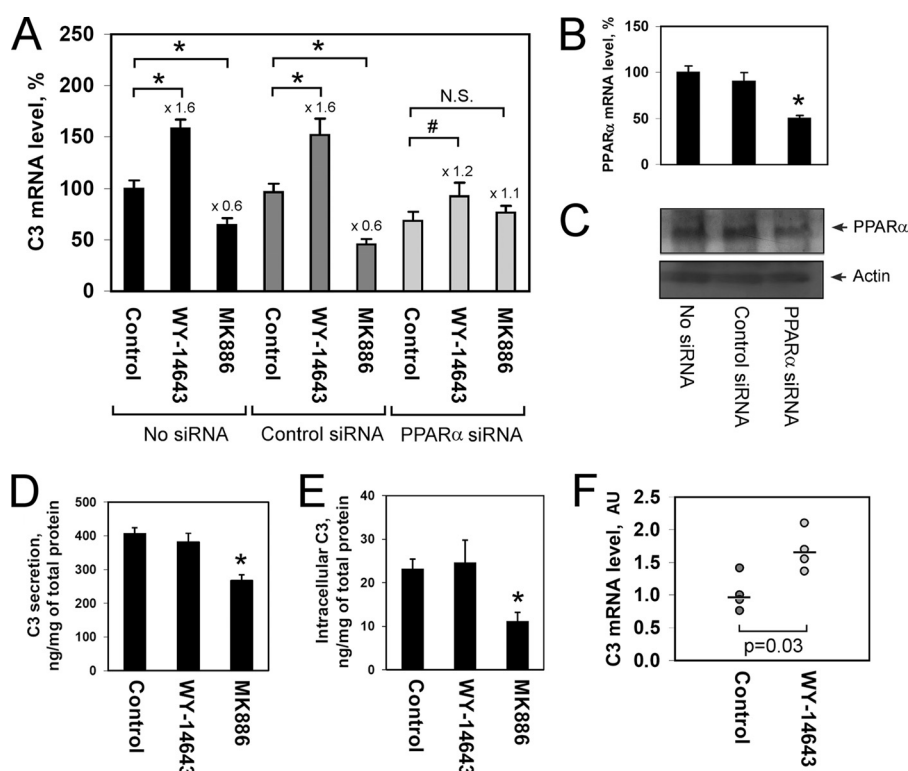 A
C3 mRNA level, %
250
200
150
100
50
0
*
*
x 1.6
x 0.6
*
*
x 1.6
x 0.6
N.S.
#
x 1.2
x 1.1
Control
WY-14643
MK886
Control
WY-14643
MK886
Control
WY-14643
MK886
No siRNA
Control siRNA
PPARα siRNA
B
PPARα mRNA level, %
150
100
50
0
*
C
PPARα
Actin
No siRNA
Control siRNA
PPARα siRNA
D
C3 secretion,
ng/mg of total protein
500
400
300
200
100
0
*
Control
WY-14643
MK886
E
Intracellular C3,
ng/mg of total protein
40
30
20
10
0
*
Control
WY-14643
MK886
F
C3 mRNA level, AU
2.5
2.0
1.5
1.0
0.5
0.0
p=0.03
Control
WY-14643